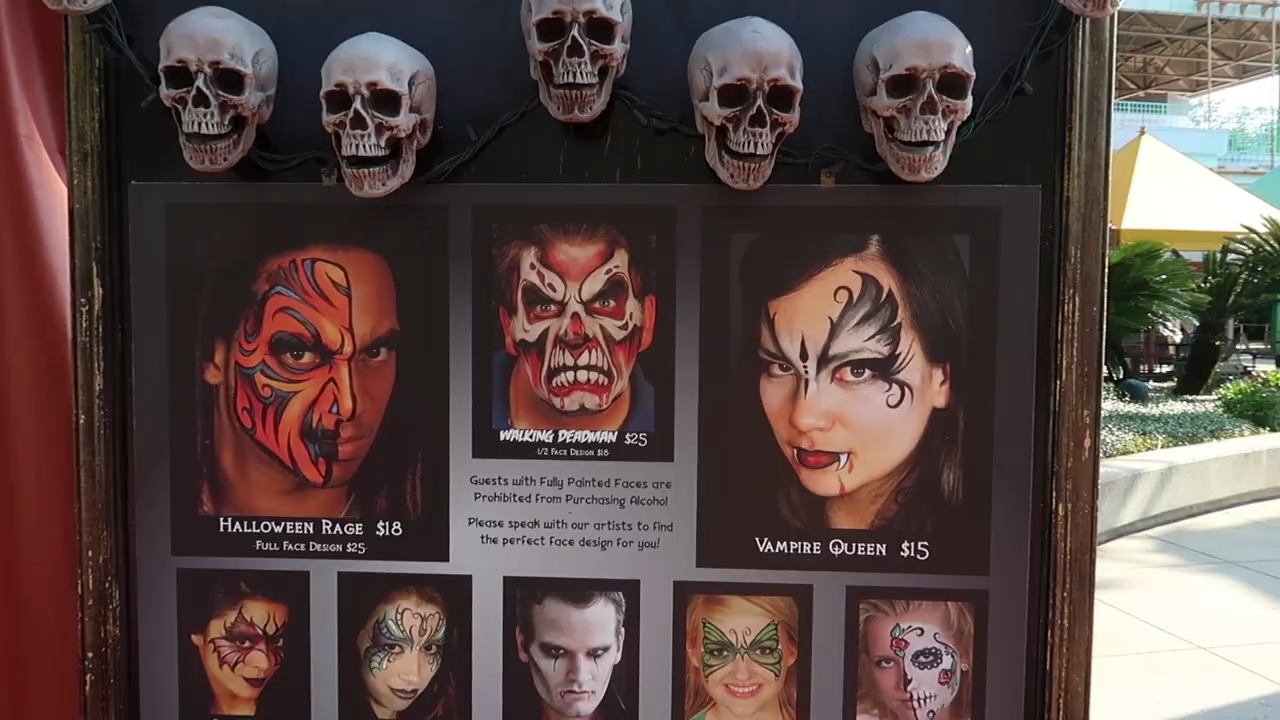 WALKING DEADMAN $25
1/2 FACE DESIGN $18
GUESTS WITH FULLY PAINTED FACES ARE
PROHIBITED FROM PURCHASING ALCOHOL
-
PLEASE SPEAK WITH OUR ARTISTS TO FIND
THE PERFECT FACE DESIGN FOR YOU!
HALLOWEEN RAGE $18
-FULL FACE DESIGN $25-
VAMPIRE QUEEN $15